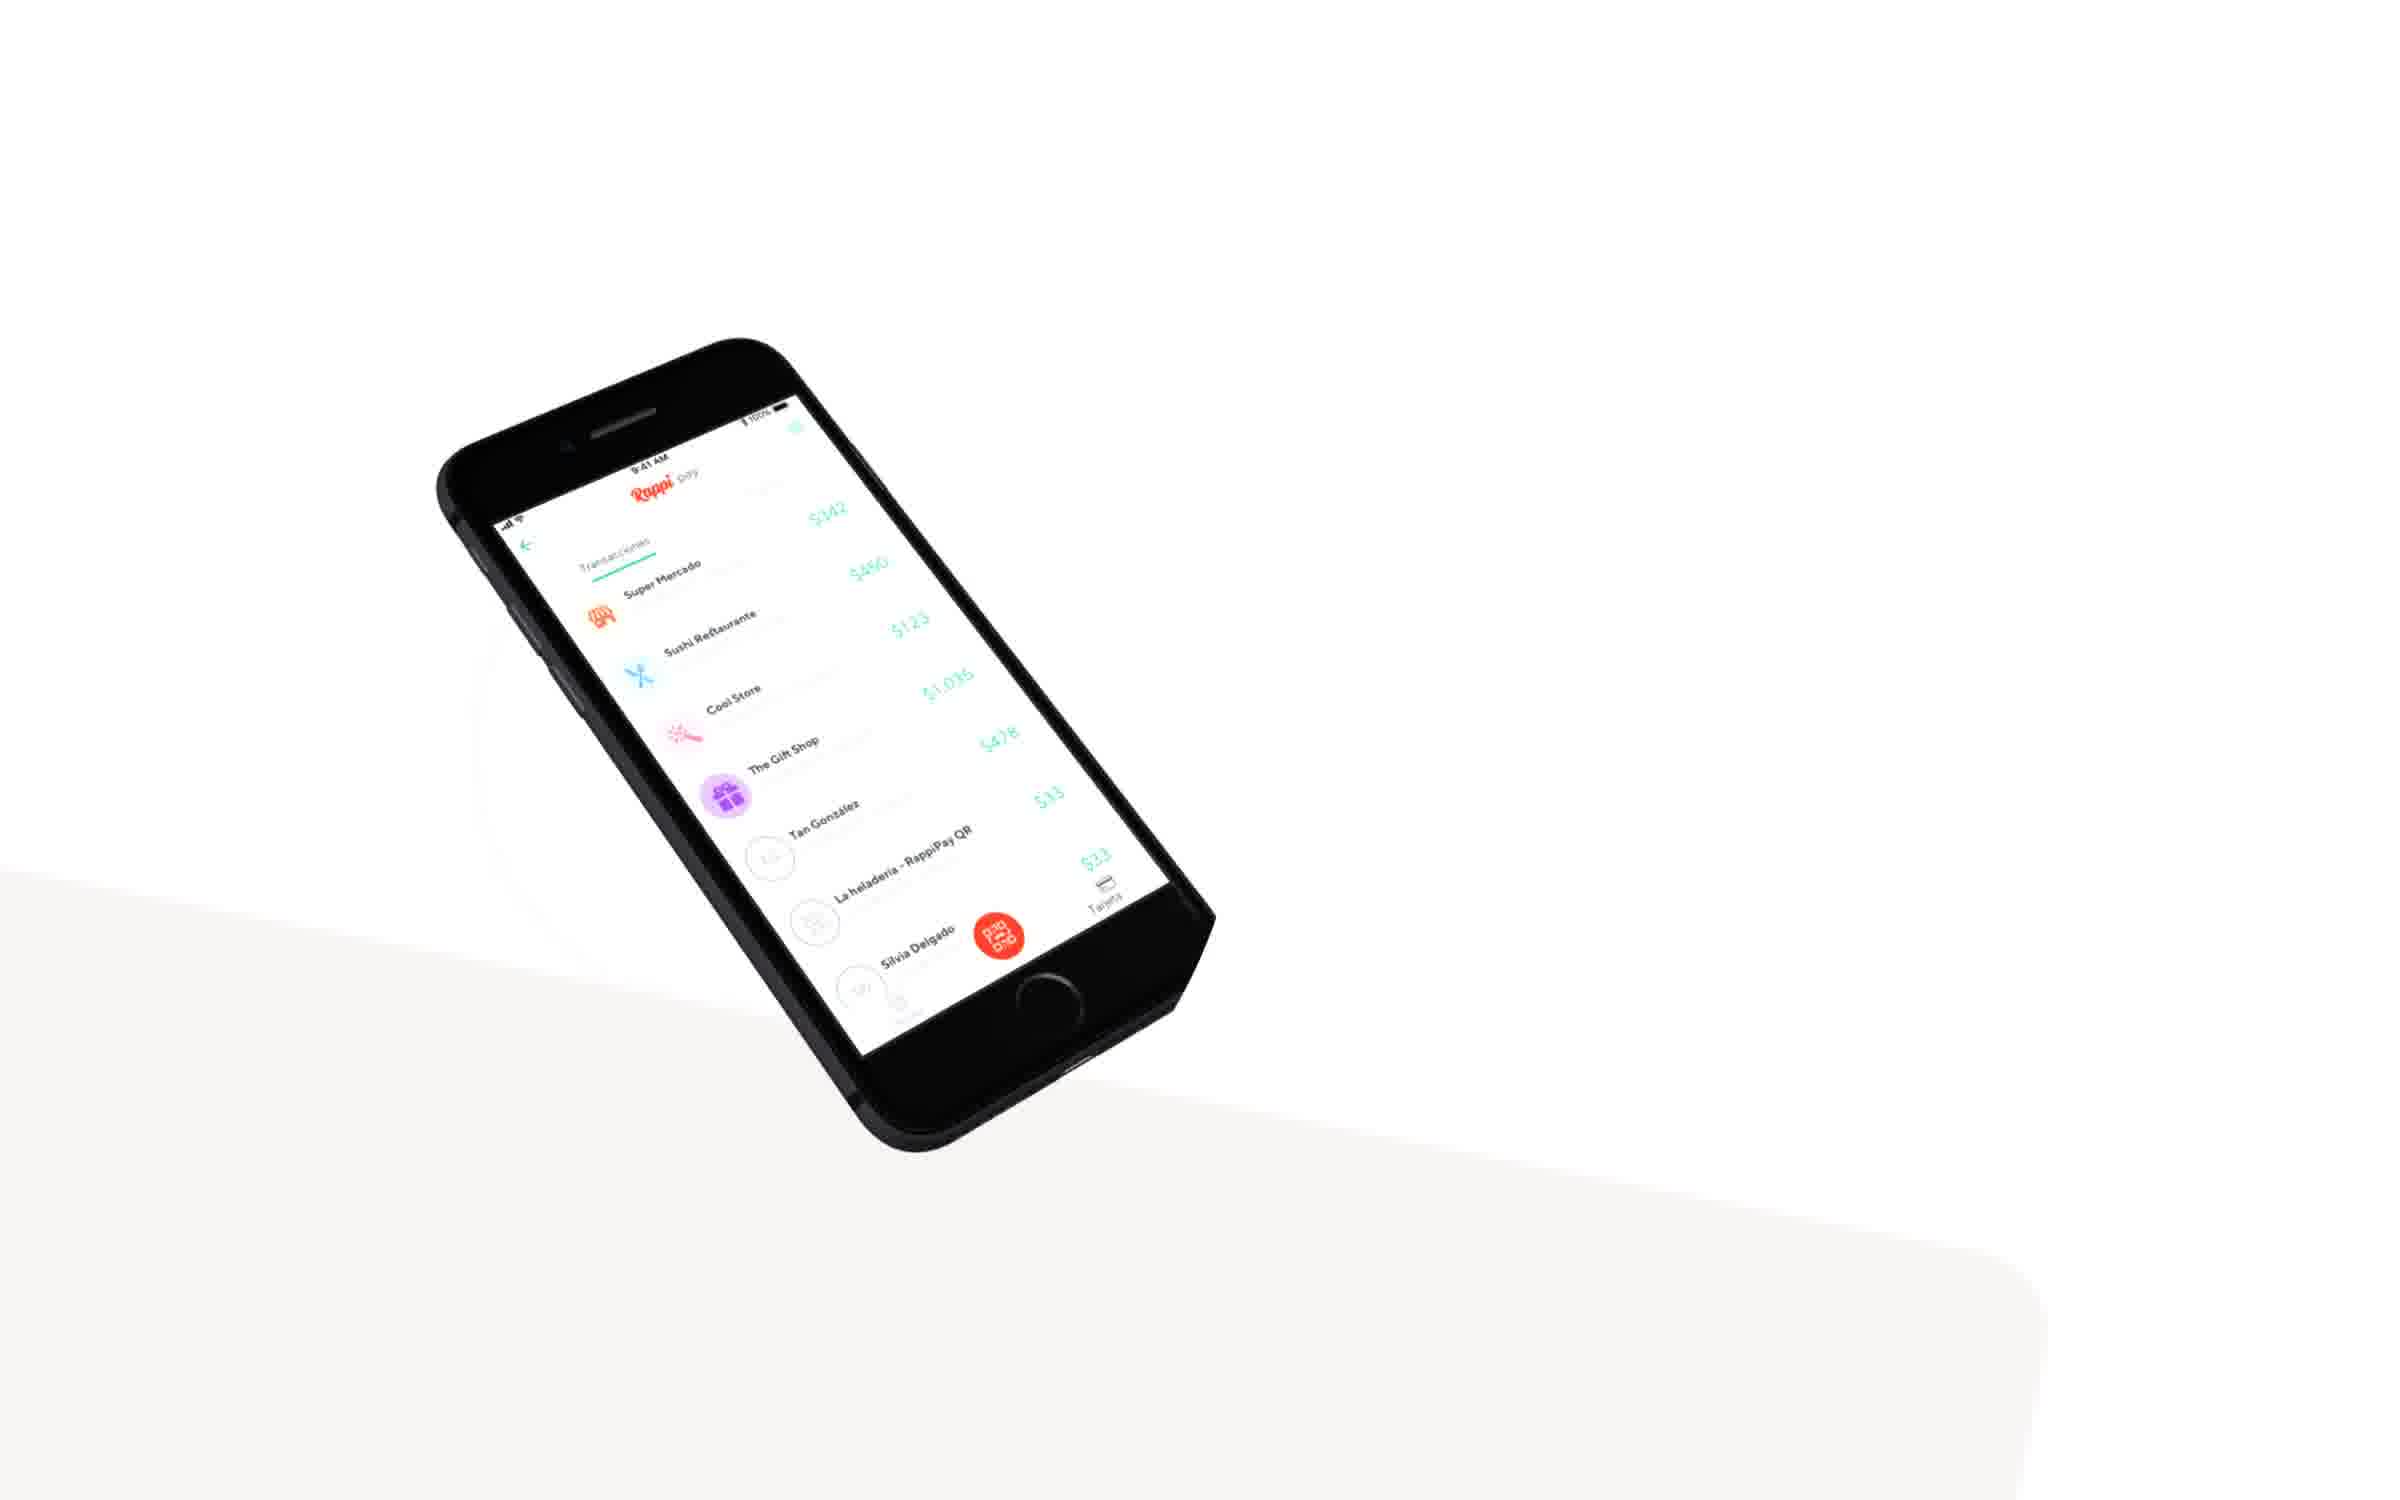 100%
9:41 AM
Rappi pay
Transacciones
Super Mercado
$342
Sushi Restaurante
$450
Cool Store
$123
The Gift Shop
$1,035
Tan González
$478
La heladería - RappiPay QR
$33
Silvia Delgado
$33
Tarjeta